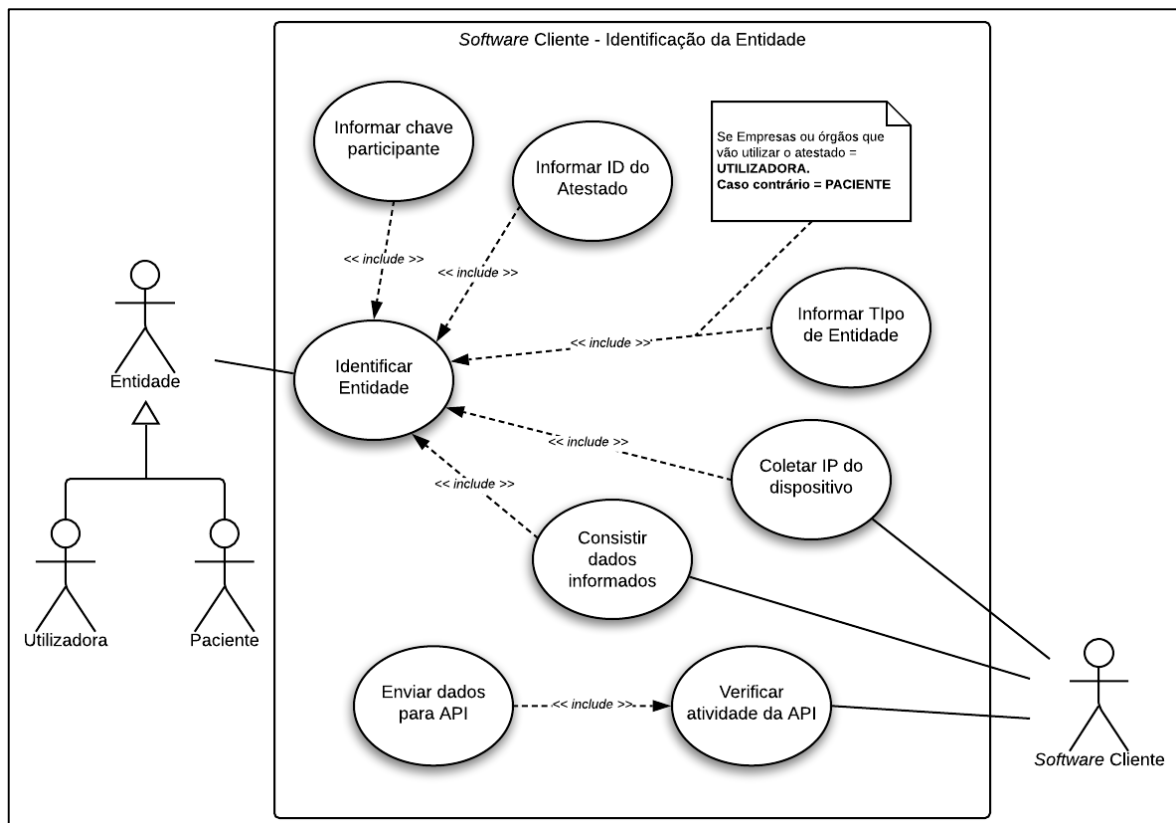 Software Cliente - Identificação da Entidade
Informar chave
participante
Informar ID do
Atestado
Se Empresas ou órgãos que
vão utilizar o atestado =
UTILIZADORA.
Caso contrário = PACIENTE
<< include >>
<< include >>
Informar TIpo
de Entidade
<< include >>
Entidade
Identificar
Entidade
<< include >>
Coletar IP do
dispositivo
<< include >>
Consistir
dados
informados
Utilizadora
Paciente
Enviar dados
para API
<< include >>
Verificar
atividade da API
Software Cliente